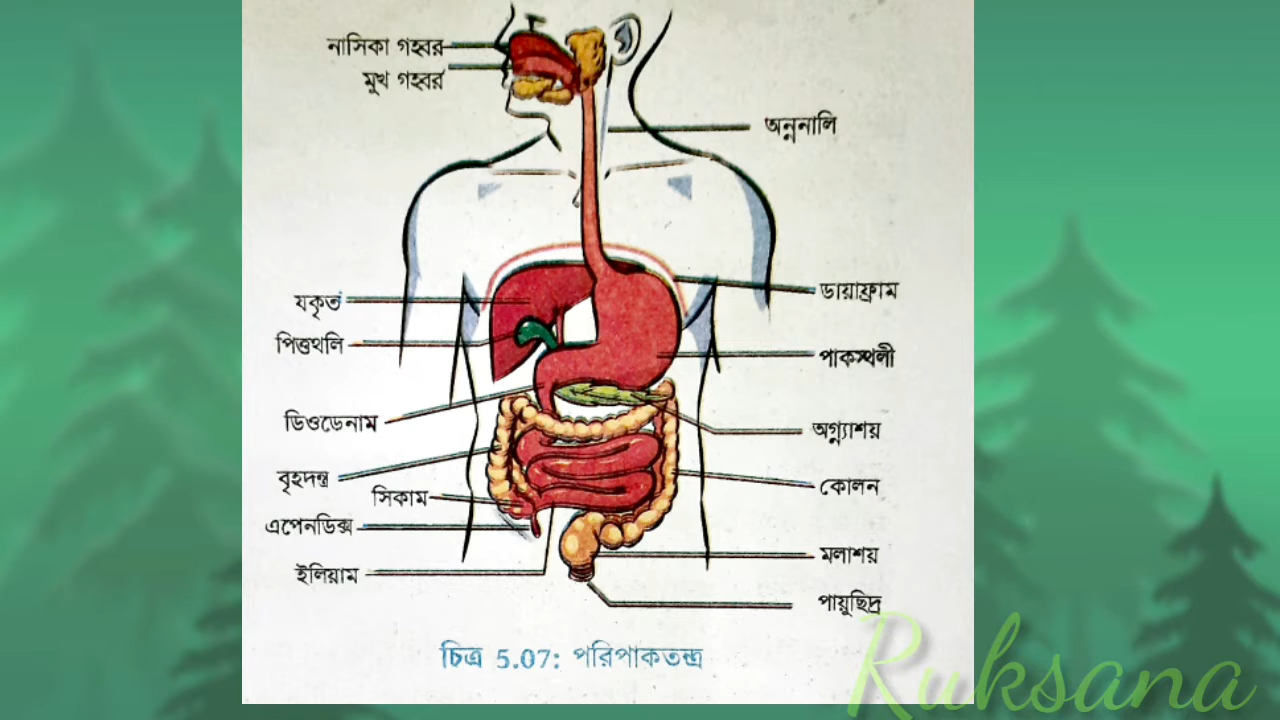 নাসিকা গহ্বর
মুখ গহ্বর
অন্ননালি
যকৃত
ডায়াফ্রাম
পিত্তথলি
পাকস্থলী
ডিওডেনাম
অগ্ন্যাশয়
বৃহদন্ত্র
কোলন
সিকাম
এপেনডিক্স
মলাশয়
ইলিয়াম
পায়ুছিদ্র
চিত্র 5.07: পরিপাকতন্ত্র
Ruksana